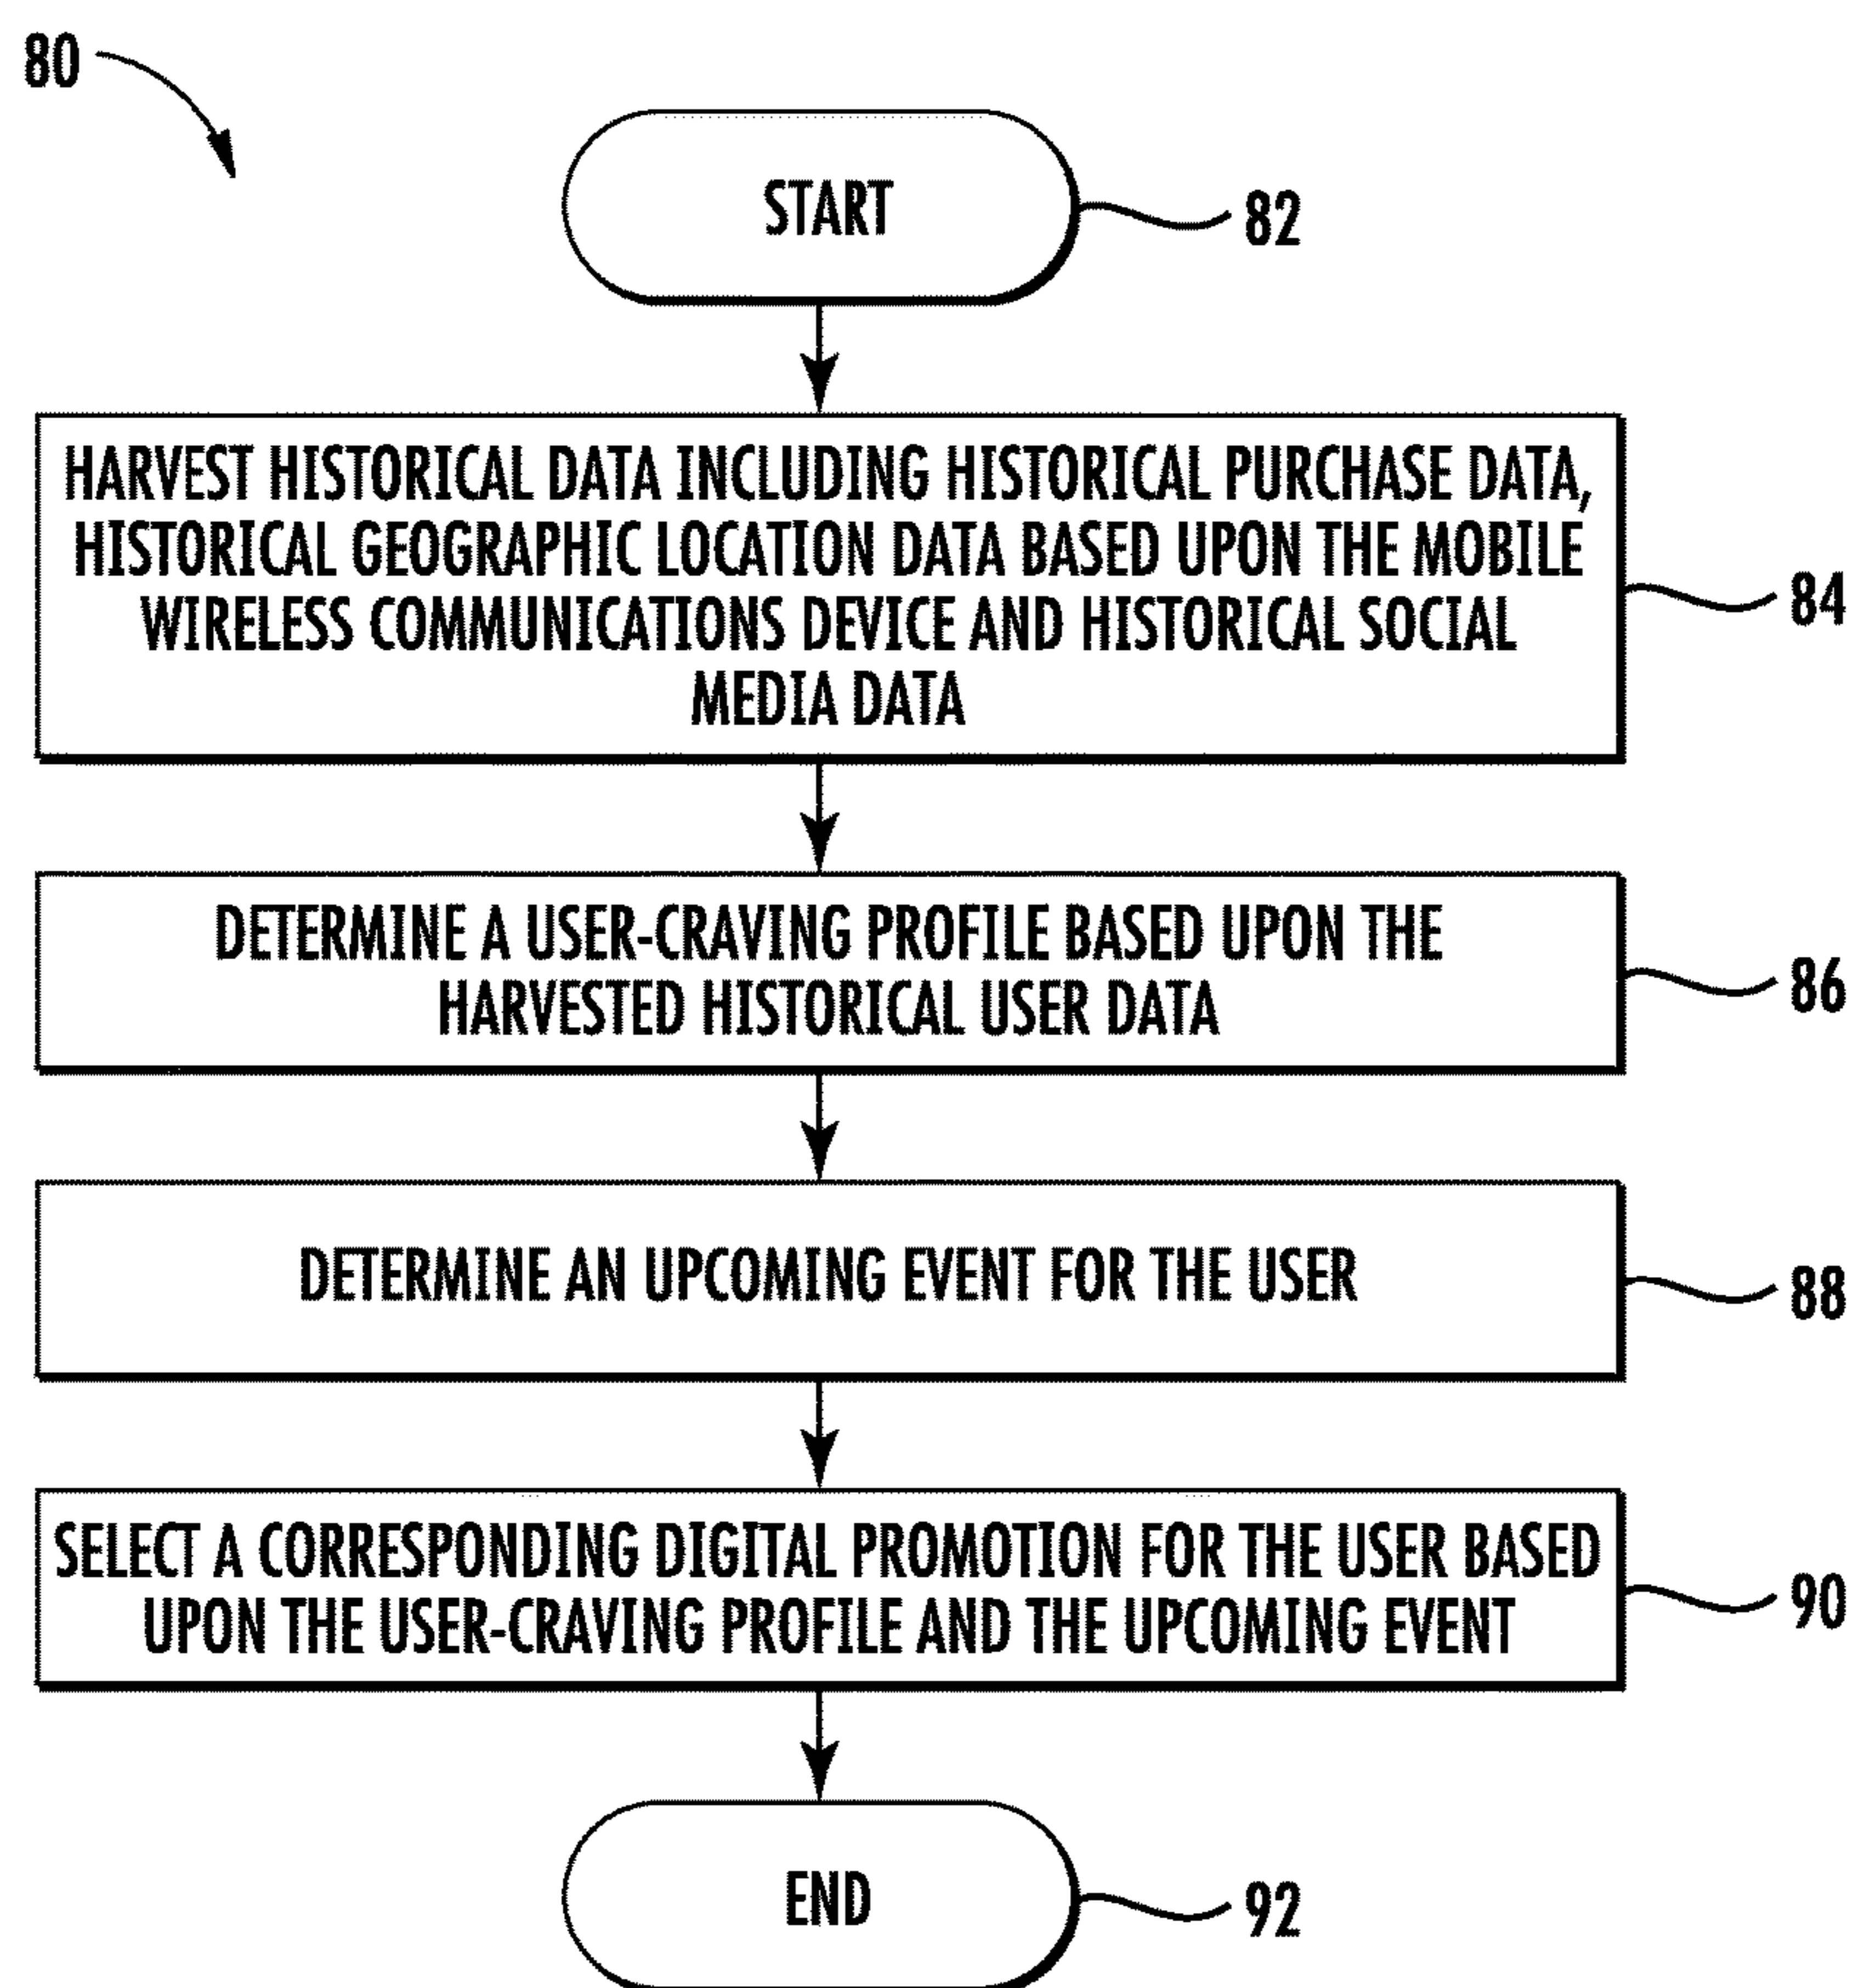 80
START
82
HARVEST HISTORICAL DATA INCLUDING HISTORICAL PURCHASE DATA,
HISTORICAL GEOGRAPHIC LOCATION DATA BASED UPON THE MOBILE
WIRELESS COMMUNICATIONS DEVICE AND HISTORICAL SOCIAL
MEDIA DATA
84
DETERMINE A USER-CRAVING PROFILE BASED UPON THE
HARVESTED HISTORICAL USER DATA
86
DETERMINE AN UPCOMING EVENT FOR THE USER
88
SELECT A CORRESPONDING DIGITAL PROMOTION FOR THE USER BASED
UPON THE USER-CRAVING PROFILE AND THE UPCOMING EVENT
90
END
92